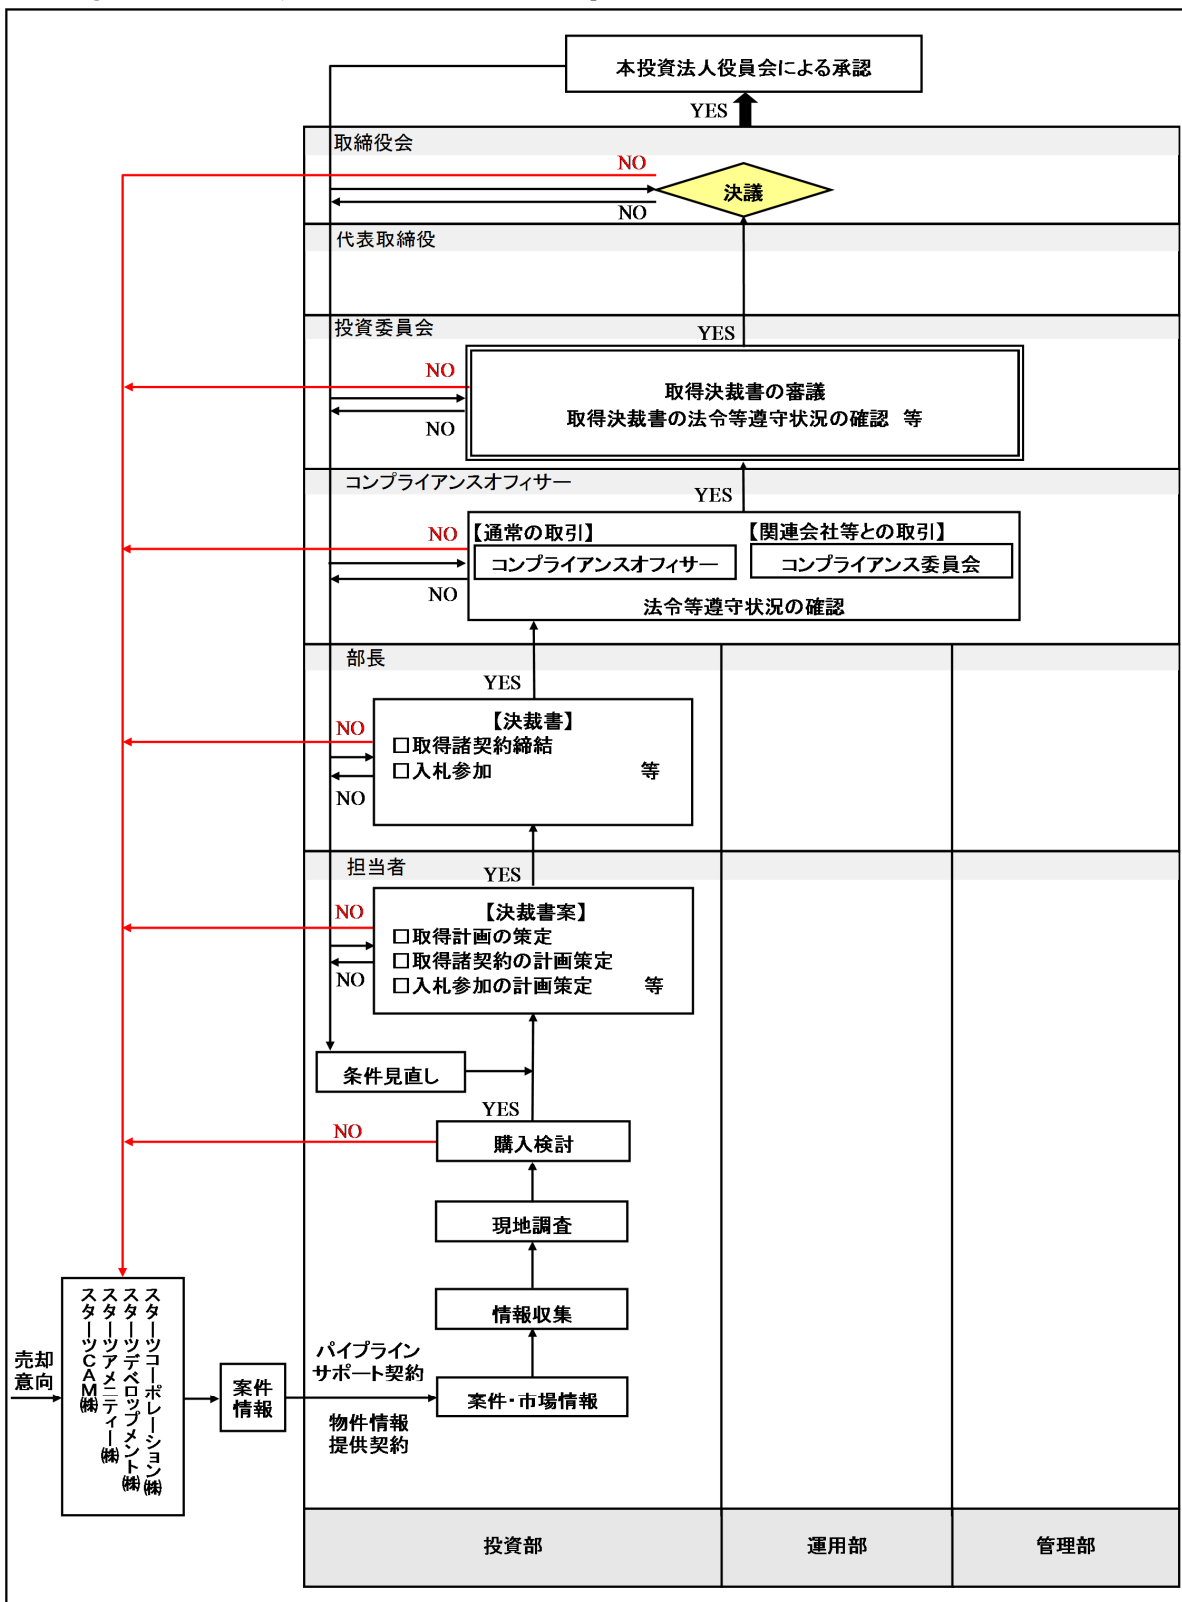 本投資法人役員会による承認
YES
取締役会
NO
決議
NO
代表取締役
投資委員会
YES
NO
取得決裁書の審議
取得決裁書の法令等遵守状況の確認 等
NO
コンプライアンスオフィサー
YES
NO
【通常の取引】
【関連会社等との取引】
コンプライアンスオフィサー
コンプライアンス委員会
NO
法令等遵守状況の確認
部長
YES
NO
【決裁書】
□取得諸契約締結
□入札参加 等
NO
担当者
YES
NO
【決裁書案】
□取得計画の策定
□取得諸契約の計画策定
□入札参加の計画策定 等
NO
条件見直し
YES
NO
購入検討
現地調査
情報収集
パイプライン
サポート契約
案件・市場情報
物件情報
提供契約
売却
意向
スターツコーポレーション㈱
スターツデベロップメント㈱
スターツアメニティー㈱
スターツCAM㈱
案件
情報
投資部
運用部
管理部